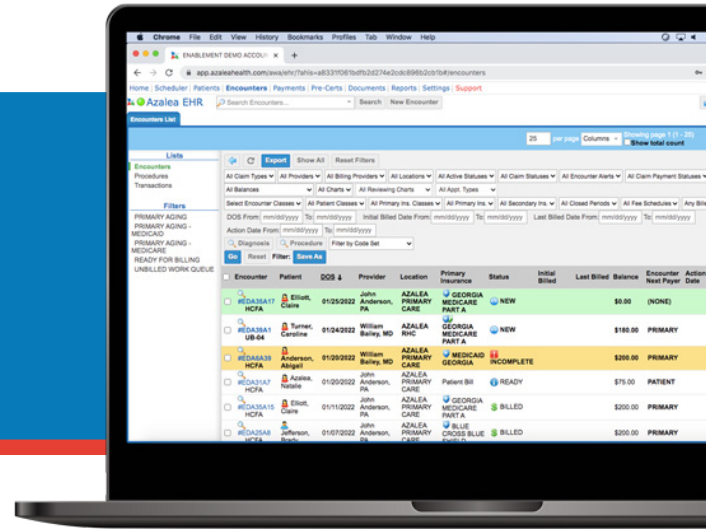 Chrome File Edit View History Bookmarks Profiles Tab Window Help
ENABLEMENT DEMO ACCOU
app.azaleahealth.com/awa/ehr/
Home Scheduler Patients Encounters Payments Pre-Certs Documents Reports Settings Support
Azalea EHR Search Encounters... Search New Encounter
Encounters List
25 per page Columns Showing page 1 (1 - 25)
Show total count
Lists Export Show All Reset Filters
Encounters
Procedures
Transactions
All Claim Types All Providers All Billing Providers All Locations All Active Statuses All Claim Statuses All Encounter Alerts All Claim Payment Statuses
All Balances All Charts All Reviewing Charts All Appt. Types
Filters
Select Encounter Classes All Patient Classes All Primary Ins. Classes All Primary Ins. All Secondary Ins. All Closed Periods All Fee Schedules Any Bille
PRIMARY AGING
PRIMARY AGING - MEDICAID
PRIMARY AGING - MEDICARE
READY FOR BILLING
UNBILLED WORK QUEUE
DOS From: mm/dd/yyyy To: mm/dd/yyyy Initial Billed Date From: mm/dd/yyyy To mm/dd/yyyy Last Billed Date From: mm/dd/yyyy To
Action Date From: mm/dd/yyyy To: mm/dd/yyyy
Diagnosis Procedure Filter by Code Set
Go Reset Filter: Save As
Encounter Patient DOS Provider Location Primary Insurance Status Initial Billed Last Billed Balance Encounter Next Payer Action Date
#EDA35A17 HCFA Elliott, Claire 01/25/2022 John Anderson, PA AZALEA PRIMARY CARE GEORGIA MEDICARE PART A NEW $0.00 (NONE)
#EDA39A1 UB-04 Turner, Caroline 01/24/2022 William Bailey, MD AZALEA RHC GEORGIA MEDICARE PART A NEW $180.00 PRIMARY
#EDA6A39 HCFA Anderson, Abigail 01/20/2022 William Bailey, MD AZALEA PRIMARY CARE MEDICAID GEORGIA INCOMPLETE $200.00 PRIMARY
#EDA31A7 HCFA Azalea, Natalie 01/20/2022 John Anderson, PA AZALEA PRIMARY CARE Patient Bill READY $75.00 PATIENT
#EDA35A15 HCFA Elliott, Claire 01/11/2022 John Anderson, PA AZALEA PRIMARY CARE GEORGIA MEDICARE PART A BILLED $200.00 PRIMARY
#EDA25A8 HCFA Jefferson, Brady 01/07/2022 John Anderson, PA AZALEA PRIMARY CARE BLUE CROSS BLUE SHIELD BILLED $200.00 PRIMARY